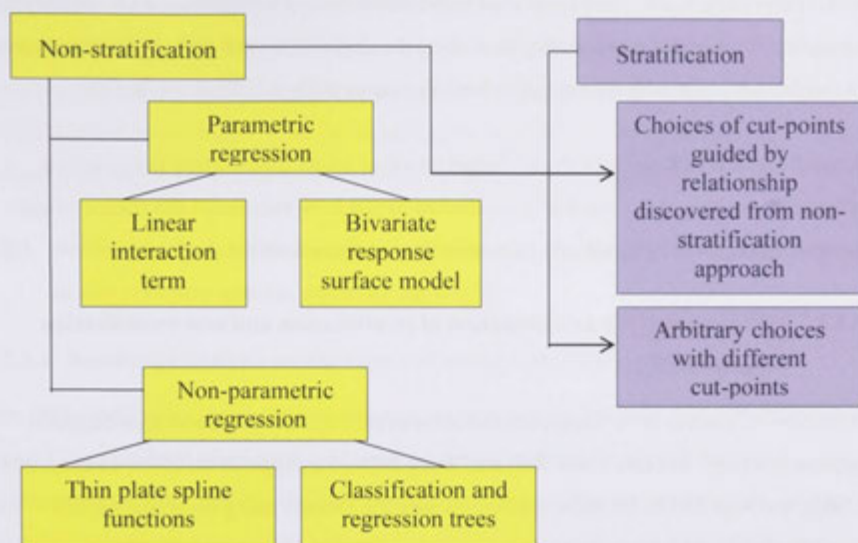 Non-stratification
Stratification
Parametric
regression
Choices of cut-points
guided by
relationship
discovered from non-
stratification
approach
Linear
interaction
term
Bivariate
response
surface model
Arbitrary choices
with different
cut-points
Non-parametric
regression
Thin plate spline
functions
Classification and
regression trees